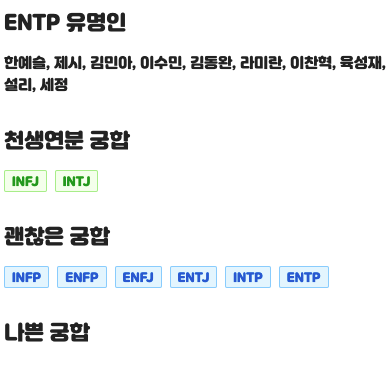 ENTP 유명인
한예슬, 제시, 김민아, 이수민, 김동완, 라미란, 이찬혁, 육성재,
설리, 세정
천생연분 궁합
INFJ INTJ
괜찮은 궁합
INFP ENFP ENFJ ENTJ INTP ENTP
나쁜 궁합